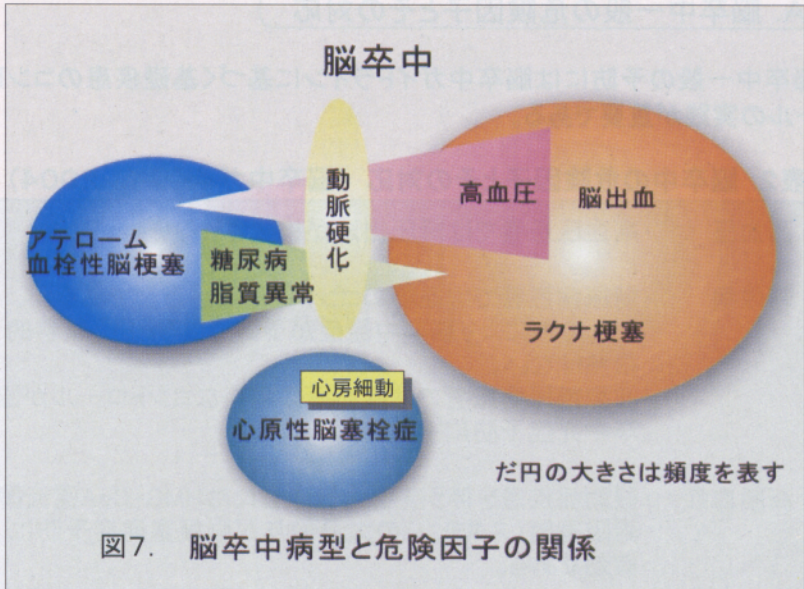 脳卒中
動脈硬化
高血圧
脳出血
アテローム
血栓性脳梗塞
糖尿病
脂質異常
ラクナ梗塞
心房細動
心原性脳塞栓症
だ円の大きさは頻度を表す
図7. 脳卒中病型と危険因子の関係